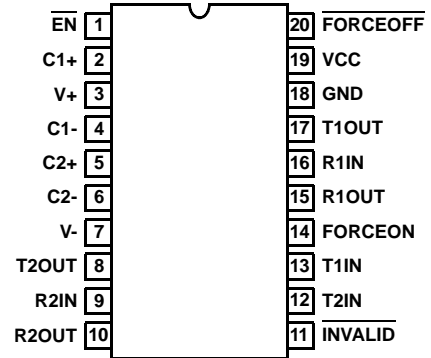 EN 1 20 FORCEOFF
C1+ 2 19 VCC
V+ 3 18 GND
C1- 4 17 T1OUT
C2+ 5 16 R1IN
C2- 6 15 R1OUT
V- 7 14 FORCEON
T2OUT 8 13 T1IN
R2IN 9 12 T2IN
R2OUT 10 11 INVALID